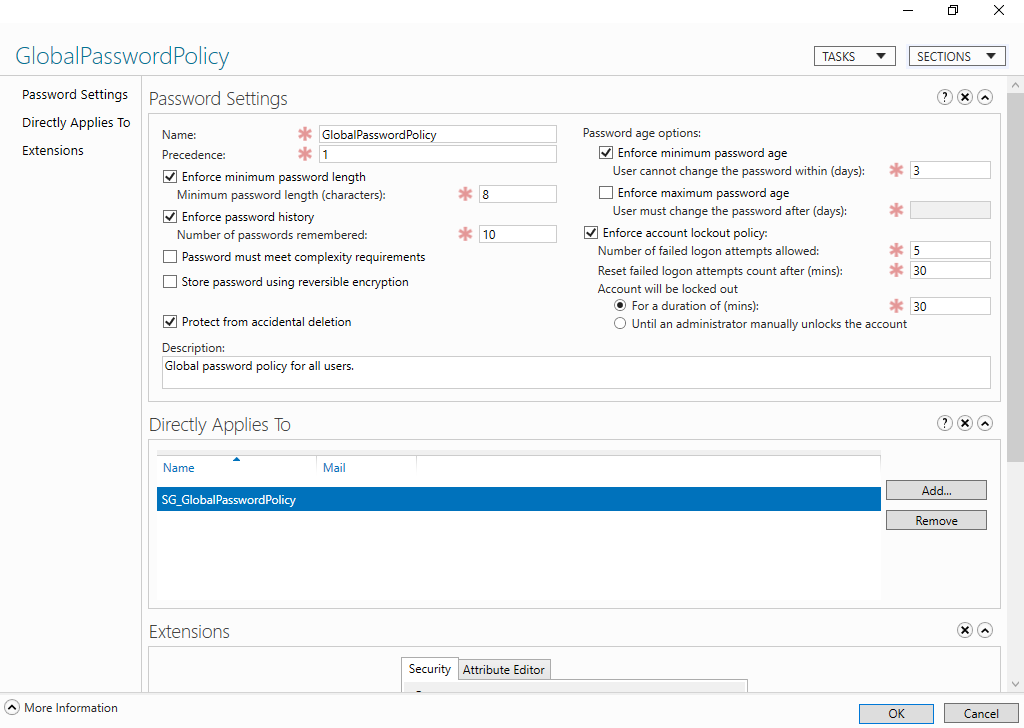 GlobalPasswordPolicy
TASKS
SECTIONS
Password Settings
Directly Applies To
Extensions
Password Settings
Name:
GlobalPasswordPolicy
Precedence:
1
Enforce minimum password length
Minimum password length (characters):
8
Enforce password history
Number of passwords remembered:
10
Password must meet complexity requirements
Store password using reversible encryption
Protect from accidental deletion
Password age options:
Enforce minimum password age
User cannot change the password within (days):
3
Enforce maximum password age
User must change the password after (days):
Enforce account lockout policy:
Number of failed logon attempts allowed:
5
Reset failed logon attempts count after (mins):
30
Account will be locked out
For a duration of (mins):
30
Until an administrator manually unlocks the account
Description:
Global password policy for all users.
Directly Applies To
Name
Mail
SG_GlobalPasswordPolicy
Add...
Remove
Extensions
Security
Attribute Editor
More Information
OK
Cancel